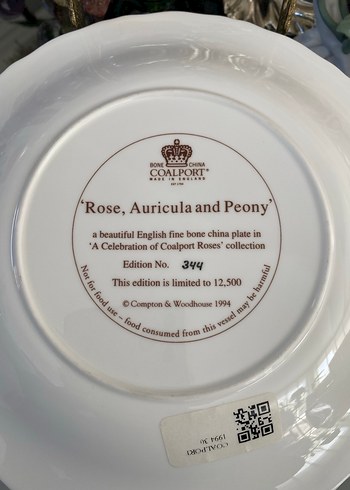 BONE CHINA
COALPORT
MADE IN ENGLAND
EST 1750
'Rose, Auricula and Peony'
a beautiful English fine bone china plate in
'A Celebration of Coalport Roses' collection
Edition No. 344
This edition is limited to 12,500
© Compton & Woodhouse 1994
Not for food use – food consumed from this vessel may be harmful
COALPORT
1994 30